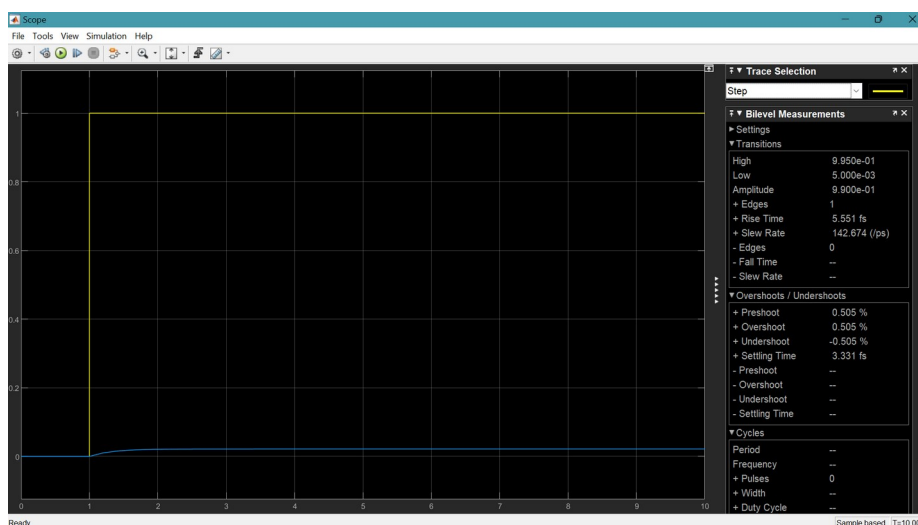 Scope
File Tools View Simulation Help
Trace Selection
Step
Bilevel Measurements
Settings
Transitions
High 9.950e-01
Low 5.000e-03
Amplitude 9.900e-01
+ Edges 1
+ Rise Time 5.551 fs
+ Slew Rate 142.674 (/ps)
- Edges 0
- Fall Time --
- Slew Rate --
Overshoots / Undershoots
+ Preshoot 0.505 %
+ Overshoot 0.505 %
+ Undershoot -0.505 %
+ Settling Time 3.331 fs
- Preshoot --
- Overshoot --
- Undershoot --
- Settling Time --
Cycles
Period --
Frequency --
+ Pulses 0
+ Width --
+ Duty Cycle --
1
0.8
0.6
0.4
0.2
0
0 1 2 3 4 5 6 7 8 9 10
Ready
Sample based